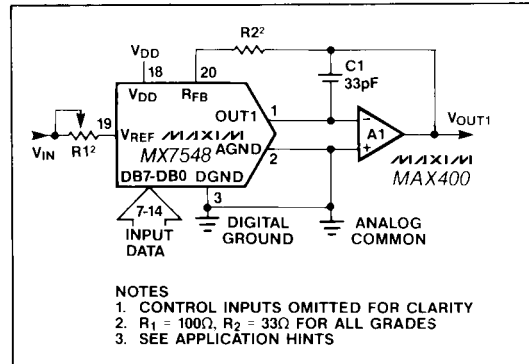 R2²
VDD
18
20
C1
33pF
VDD
RFB
OUT1
1
VIN
R1²
19
VREF
MAXIM
MX7548
AGND
2
−
+
A1
VOUT1
MAXIM
MAX400
DB7-DB0
DGND
7-14
3
INPUT
DATA
DIGITAL
GROUND
ANALOG
COMMON
NOTES
1. CONTROL INPUTS OMITTED FOR CLARITY
2. R₁ = 100Ω, R₂ = 33Ω FOR ALL GRADES
3. SEE APPLICATION HINTS